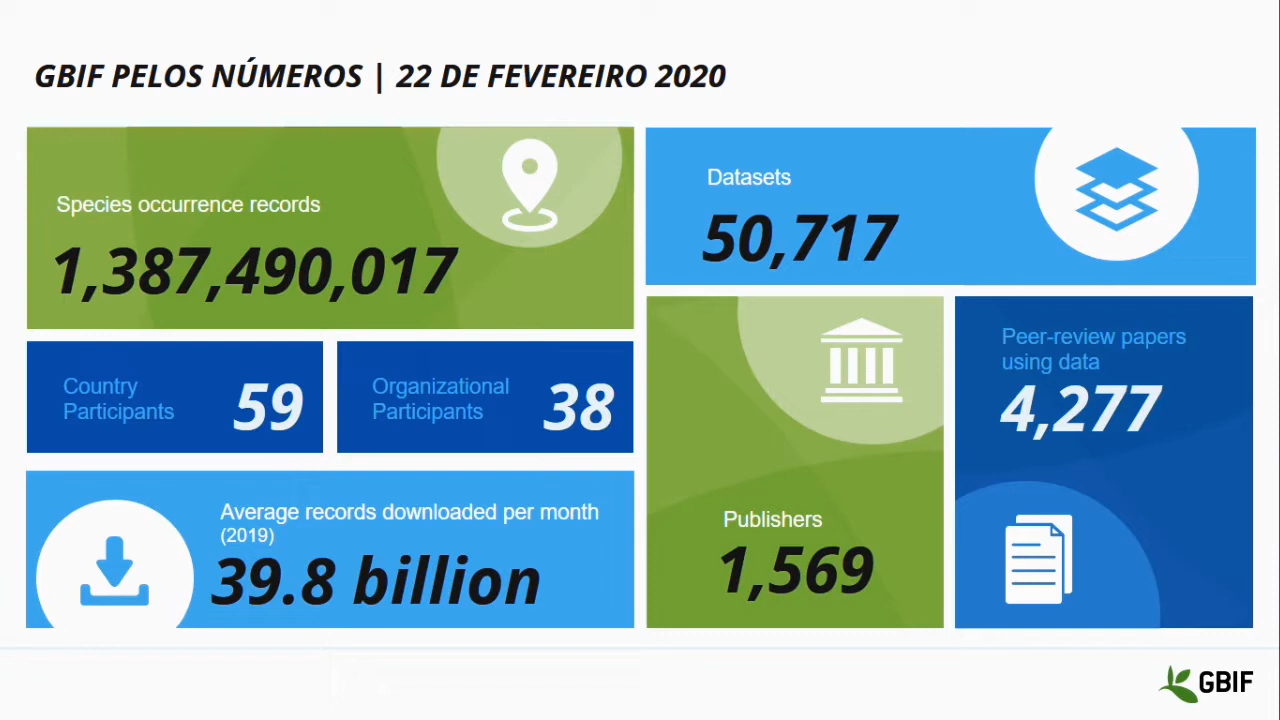 GBIF PELOS NÚMEROS | 22 DE FEVEREIRO 2020
Species occurrence records
1,387,490,017
Datasets
50,717
Country
Participants
59
Organizational
Participants
38
Average records downloaded per month
(2019)
39.8 billion
Publishers
1,569
Peer-review papers
using data
4,277
GBIF